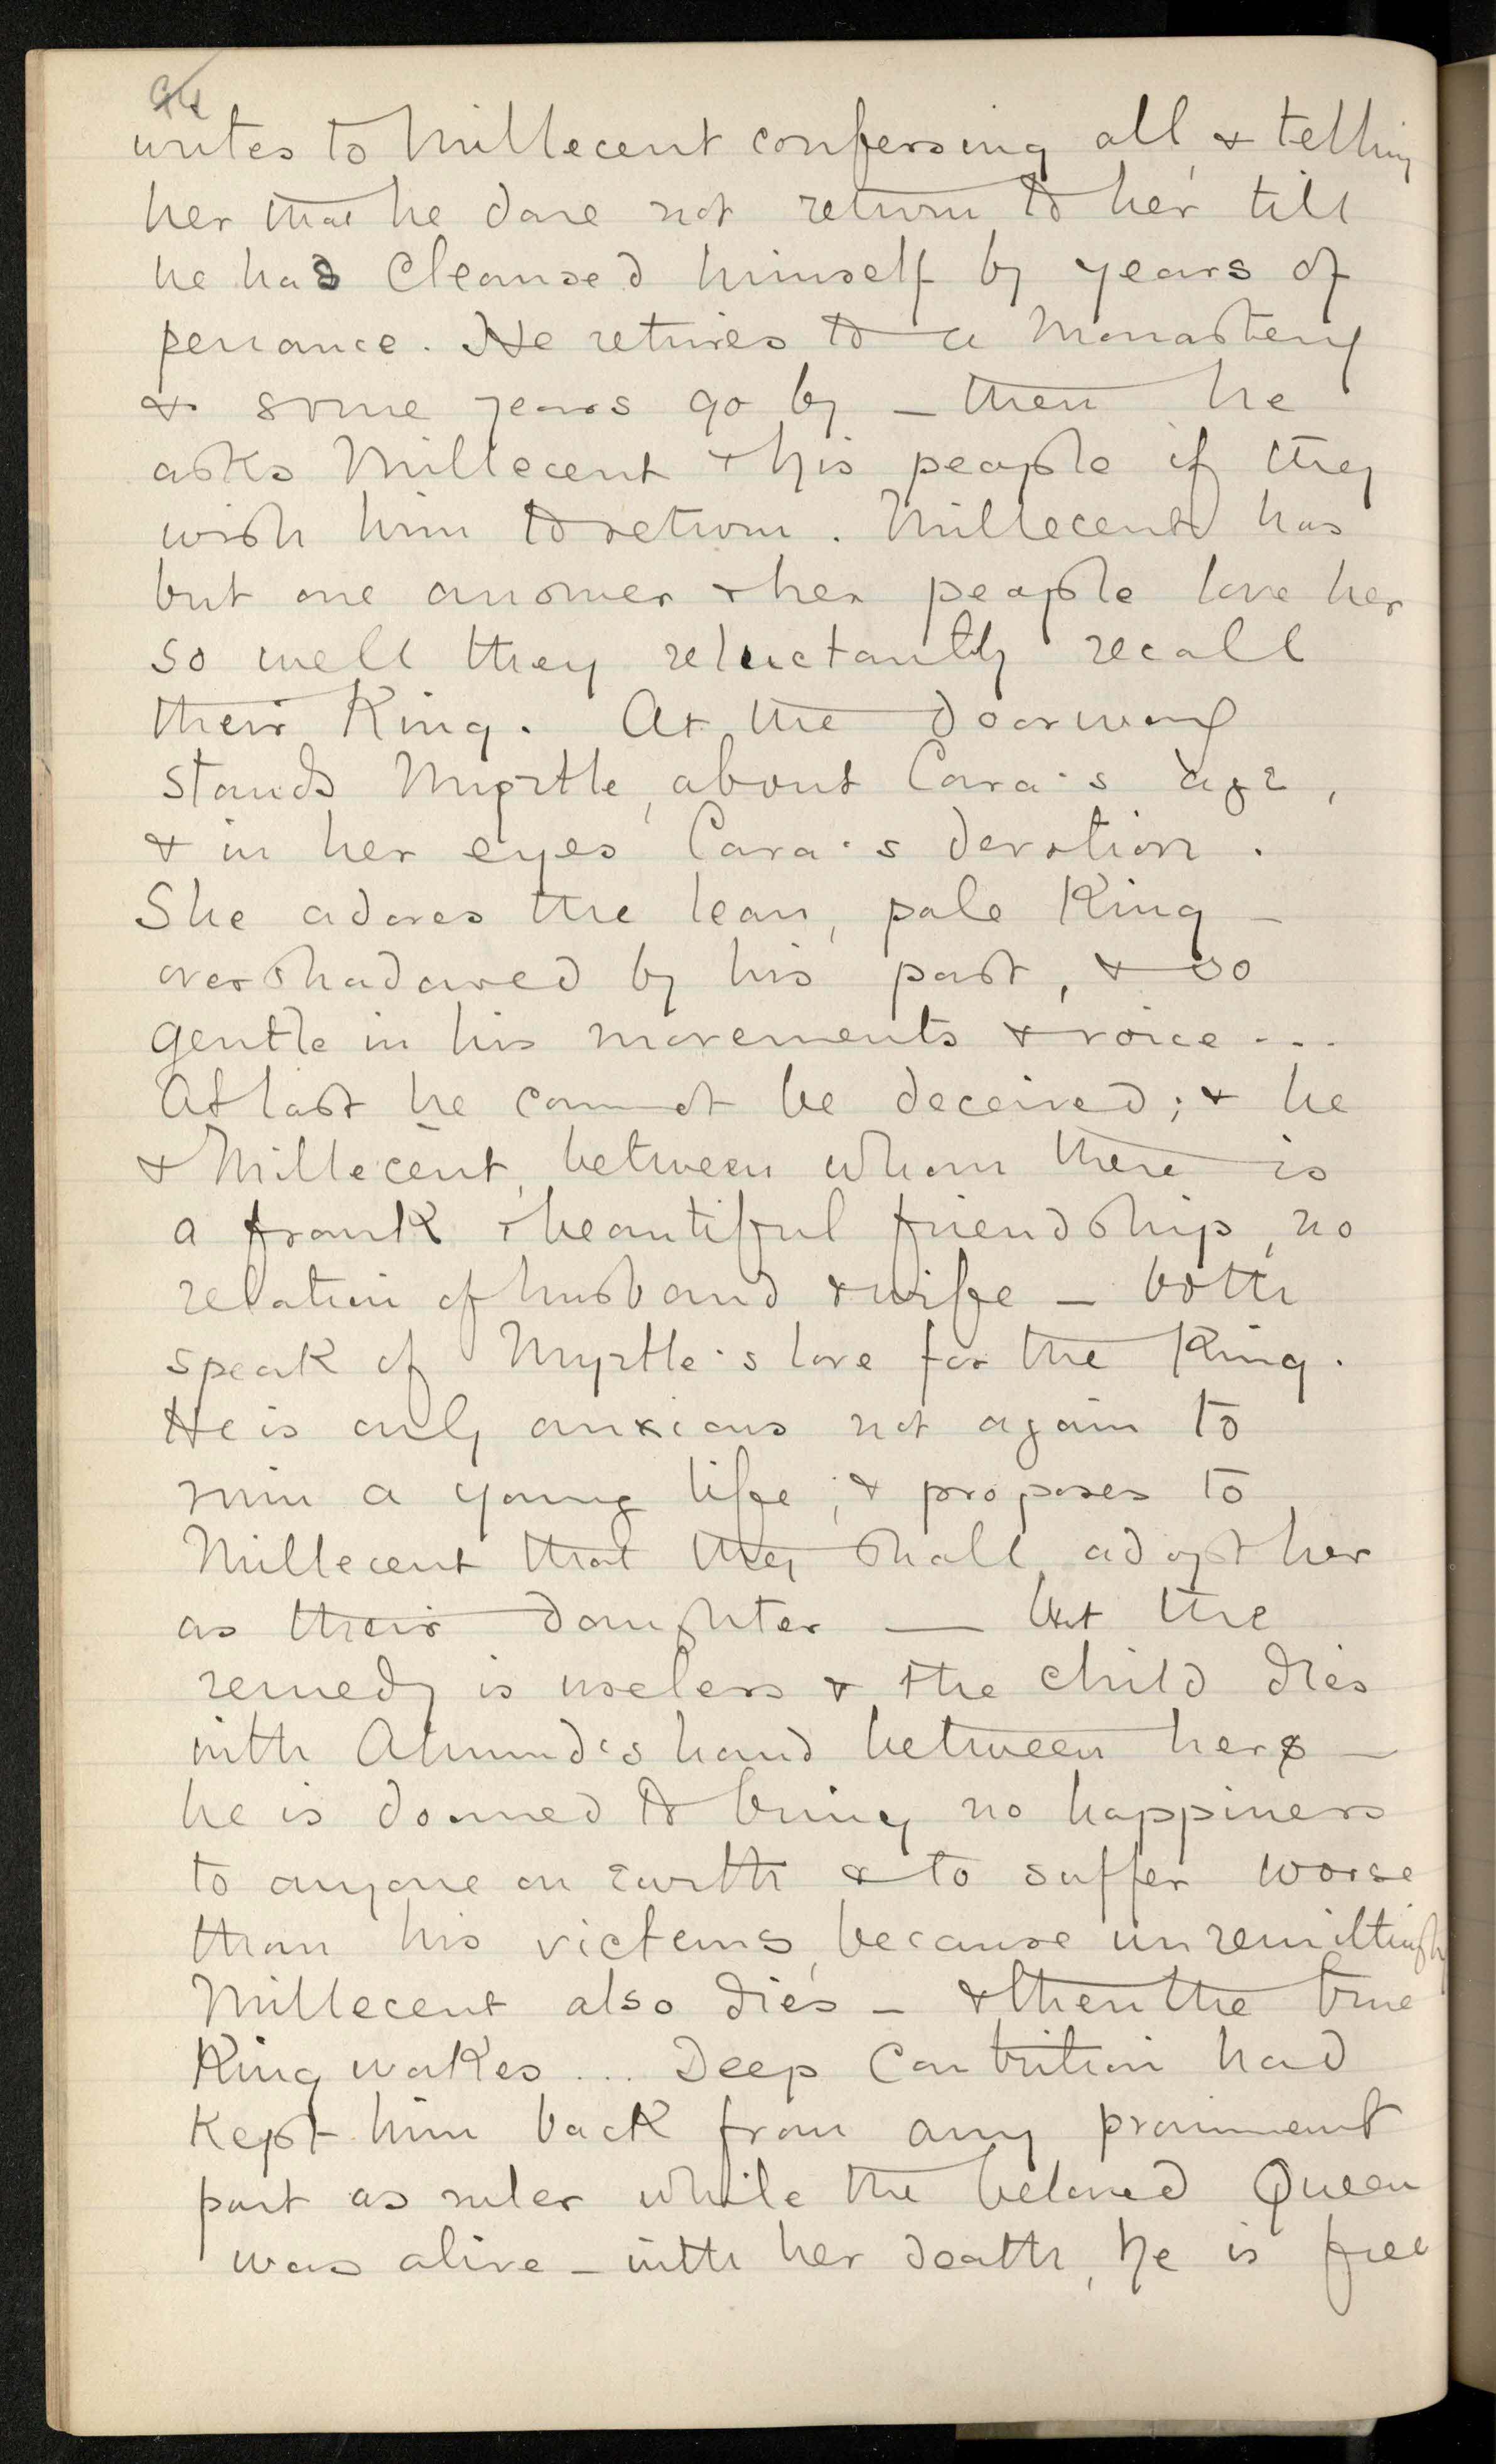 writes to Millecent confessing all, & telling
her that he dare not return to her till
he had cleansed himself by years of
penance. He retires to a Monastery
& some years go by – then he
asks Millecent & his people if they
wish him to return. Millecent has
but one answer & her people love her
so well they reluctantly recall
their King. At the doorway
stands Myrtle, about Cara's age,
& in her eyes Cara's devotion.
She adores the lean, pale King –
overshadowed by his past, & so
gentle in his movements & voice ...
At last he cannot be deceived; & he
& Millecent, between whom there is
a frank & beautiful friendship, no
relation of husband & wife – both
speak of Myrtle's love for the King.
He is only anxious not again to
ruin a young life; & proposes to
Millecent that they shall adopt her
as their daughter — but the
remedy is useless & the child dies
with hand between hers –
he is doomed to bring no happiness
to anyone on Earth & to suffer worse
than his victems, because unremittingly
Millecent also dies – & then the true
King wakes ... Deep Contrition had
kept him back from any prominent
part as ruler while the beloved Queen
was alive – with her death, he is free